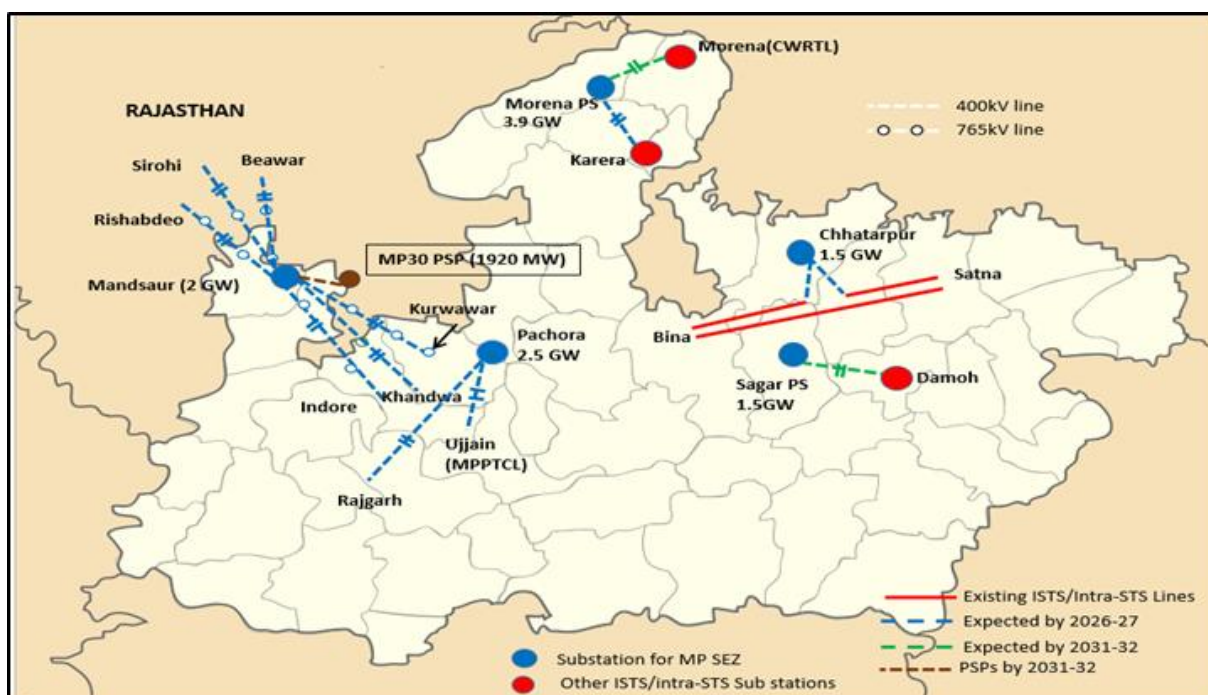 Morena(CWRTL)
RAJASTHAN
Morena PS
3.9 GW
400kV line
765kV line
Karera
Sirohi
Beawar
Rishabdeo
Chhatarpur
1.5 GW
MP30 PSP (1920 MW)
Satna
Mandsaur (2 GW)
Kurwawar
Bina
Pachora
2.5 GW
Sagar PS
1.5GW
Damoh
Indore
Khandwa
Ujjain
(MPPTCL)
Rajgarh
Existing ISTS/Intra-STS Lines
Expected by 2026-27
Expected by 2031-32
PSPs by 2031-32
Substation for MP SEZ
Other ISTS/intra-STS Sub stations